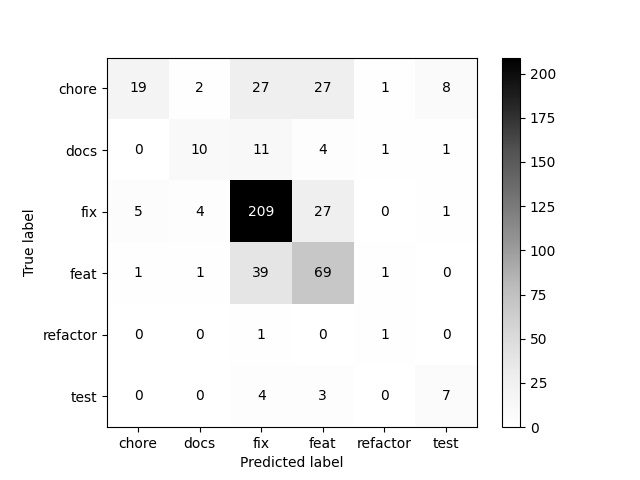 chore 19 2 27 27 1 8
docs 0 10 11 4 1 1
fix 5 4 209 27 0 1
feat 1 1 39 69 1 0
refactor 0 0 1 0 1 0
test 0 0 4 3 0 7
chore docs fix feat refactor test
Predicted label
True label
200
175
150
125
100
75
50
25
0